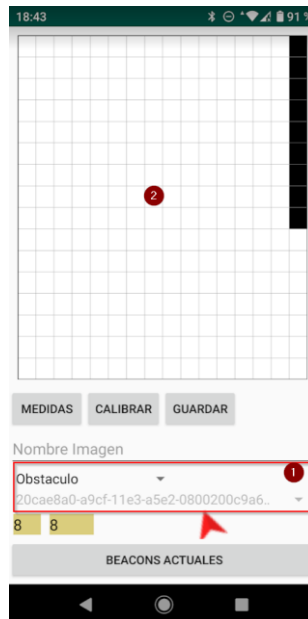 18:43 91 %
2
MEDIDAS CALIBRAR GUARDAR
Nombre Imagen
Obstaculo 1
20cae8a0-a9cf-11e3-a5e2-0800200c9a6..
8 8
BEACONS ACTUALES